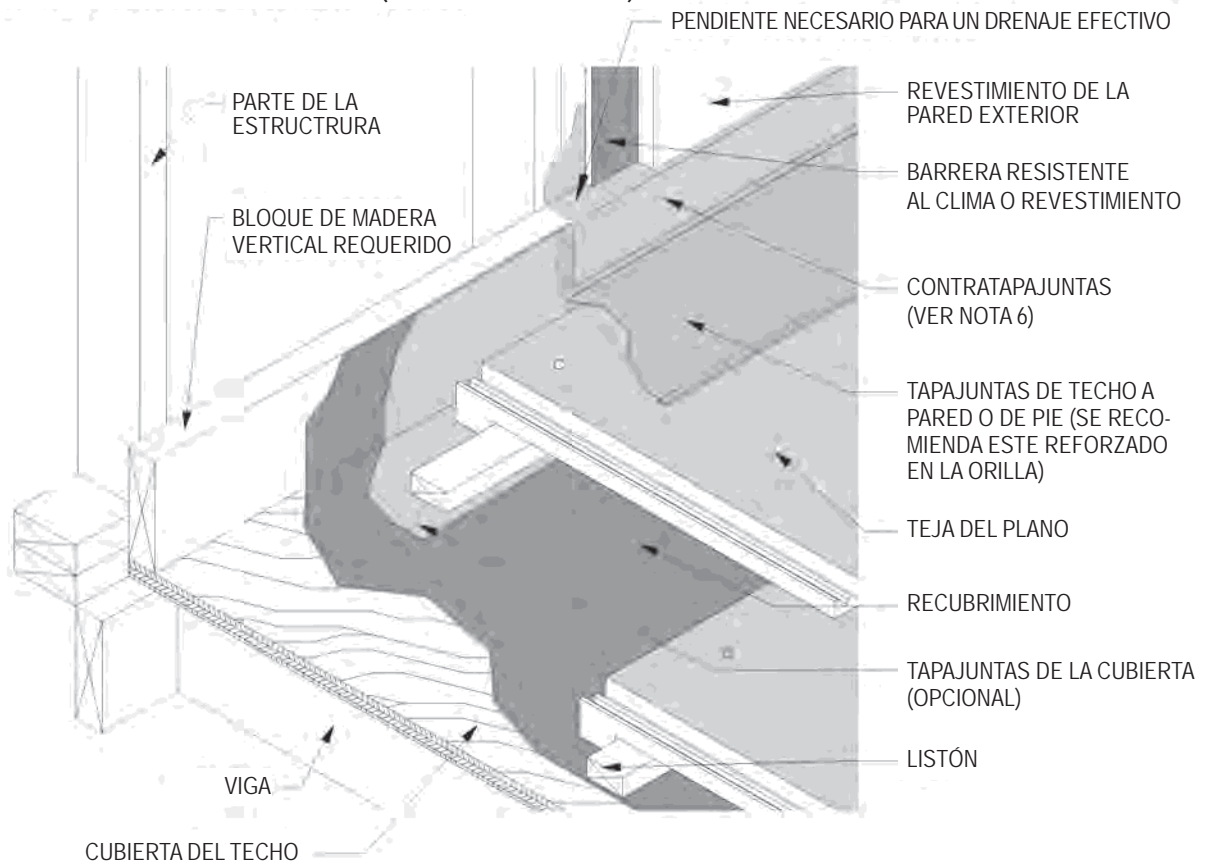 PENDIENTE NECESARIO PARA UN DRENAJE EFECTIVO
PARTE DE LA
ESTRUCTRURA
BLOQUE DE MADERA
VERTICAL REQUERIDO
REVESTIMIENTO DE LA
PARED EXTERIOR
BARRERA RESISTENTE
AL CLIMA O REVESTIMIENTO
CONTRATAPAJUNTAS
(VER NOTA 6)
TAPAJUNTAS DE TECHO A
PARED O DE PIE (SE RECO-
MIENDA ESTE REFORZADO
EN LA ORILLA)
TEJA DEL PLANO
RECUBRIMIENTO
TAPAJUNTAS DE LA CUBIERTA
(OPCIONAL)
LISTÓN
VIGA
CUBIERTA DEL TECHO